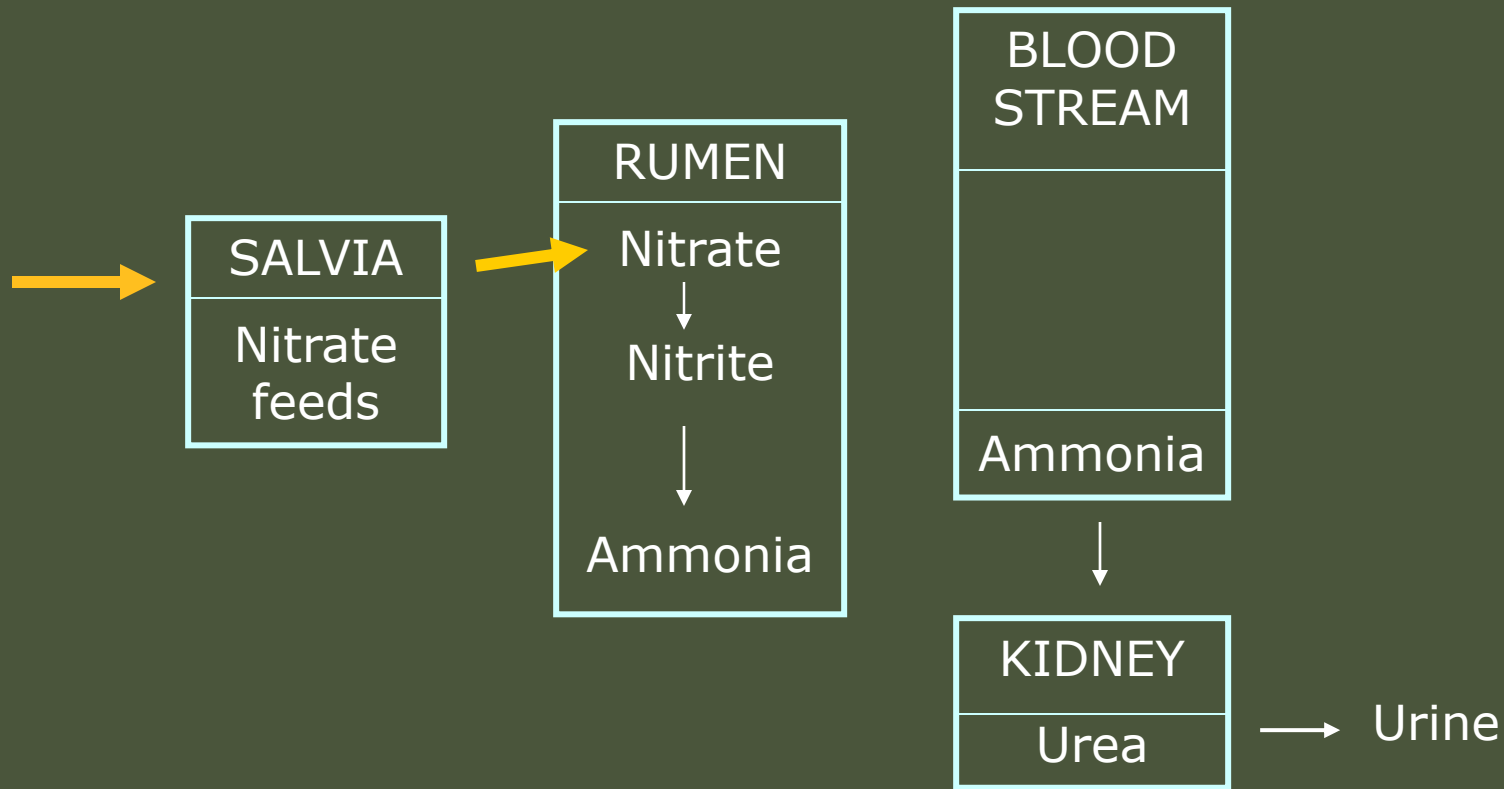 SALVIA
Nitrate
feeds
RUMEN
Nitrate
Nitrite
Ammonia
BLOOD
STREAM
Ammonia
KIDNEY
Urea
Urine